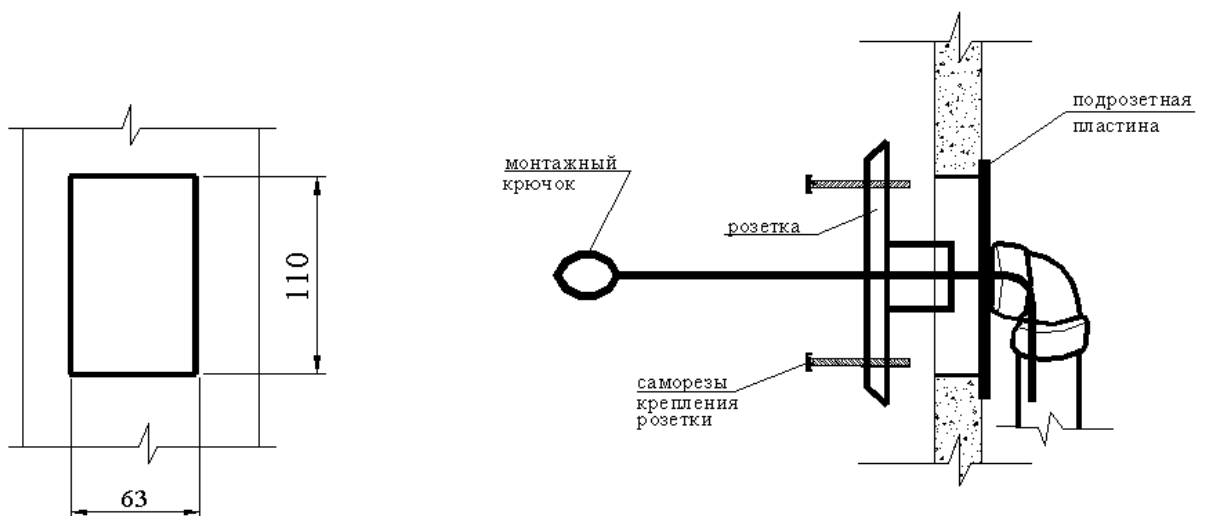 110
63
монтажный
крючок
розетка
саморезы
крепления
розетки
подрозетная
пластина